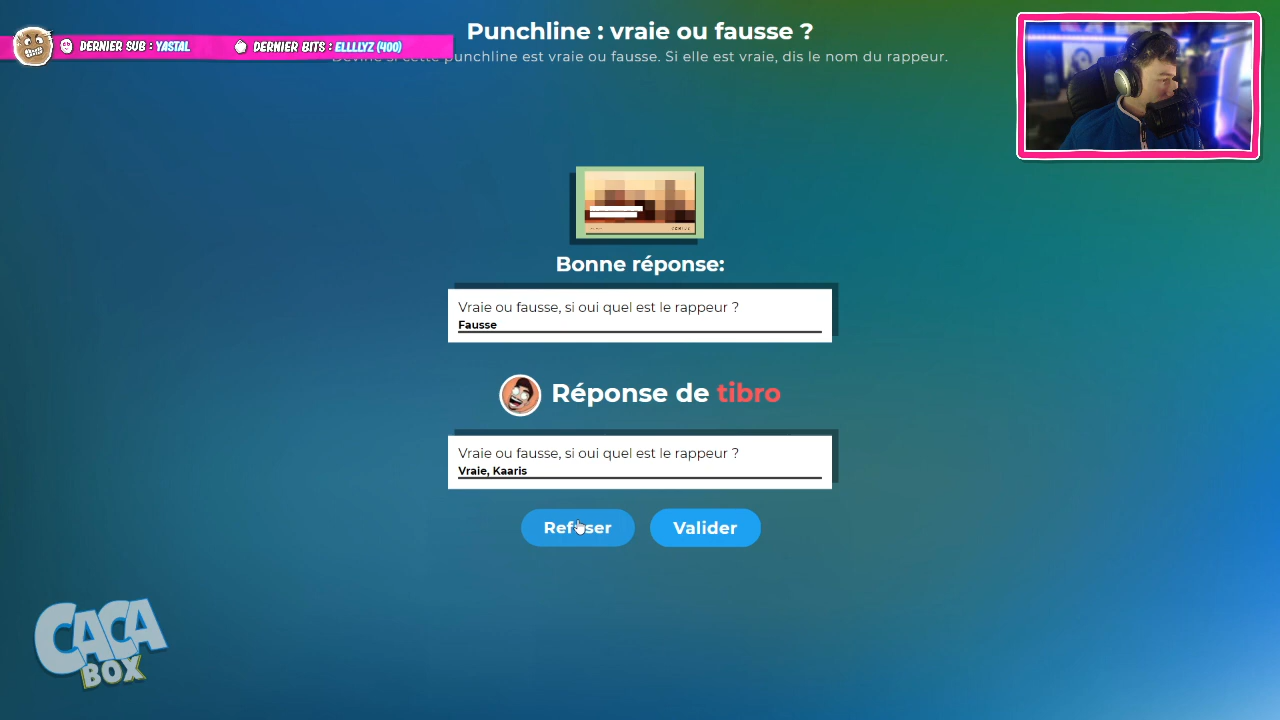 Punchline : vraie ou fausse ?
DERNIER SUB : YASTAL
DERNIER BITS : ELLLLYZ (400)
Devine si cette punchline est vraie ou fausse. Si elle est vraie, dis le nom du rappeur.
Bonne réponse:
Vraie ou fausse, si oui quel est le rappeur ?
Fausse
Réponse de tibro
Vraie ou fausse, si oui quel est le rappeur ?
Vraie, Kaaris
Refuser
Valider
CACA
BOX